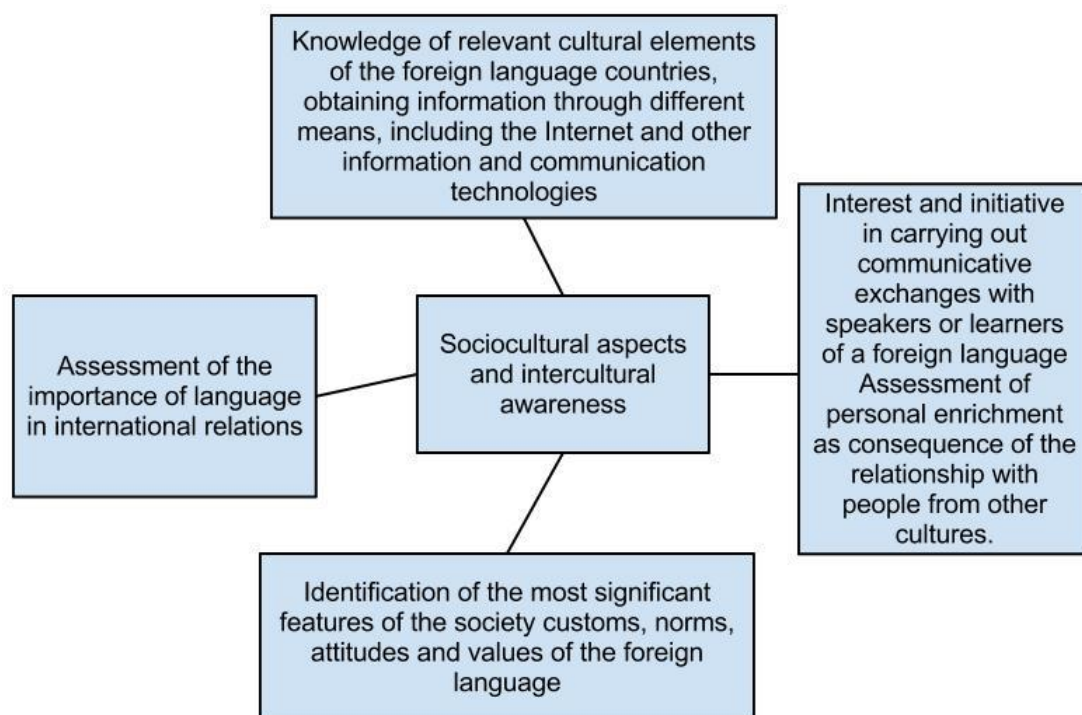 Knowledge of relevant cultural elements
of the foreign language countries,
obtaining information through different
means, including the Internet and other
information and communication
technologies
Interest and initiative
in carrying out
communicative
exchanges with
speakers or learners
of a foreign language
Assessment of
personal enrichment
as consequence of the
relationship with
people from other
cultures.
Sociocultural aspects
and intercultural
awareness
Assessment of the
importance of language
in international relations
Identification of the most significant
features of the society customs, norms,
attitudes and values of the foreign
language